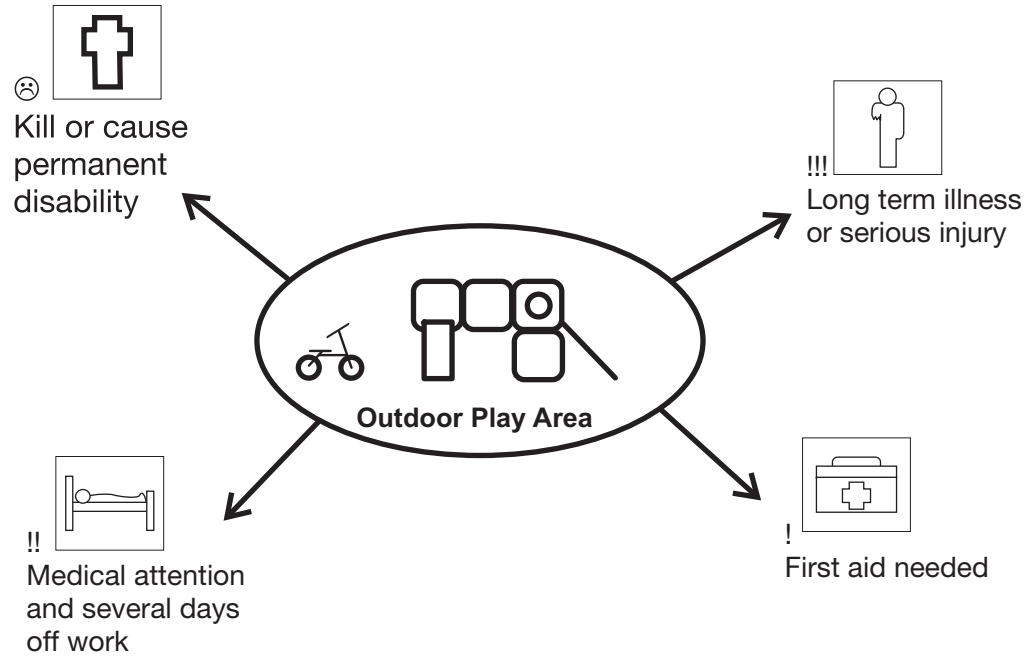 ☹
Kill or cause
permanent
disability
!!!
Long term illness
or serious injury
Outdoor Play Area
!!
Medical attention
and several days
off work
!
First aid needed